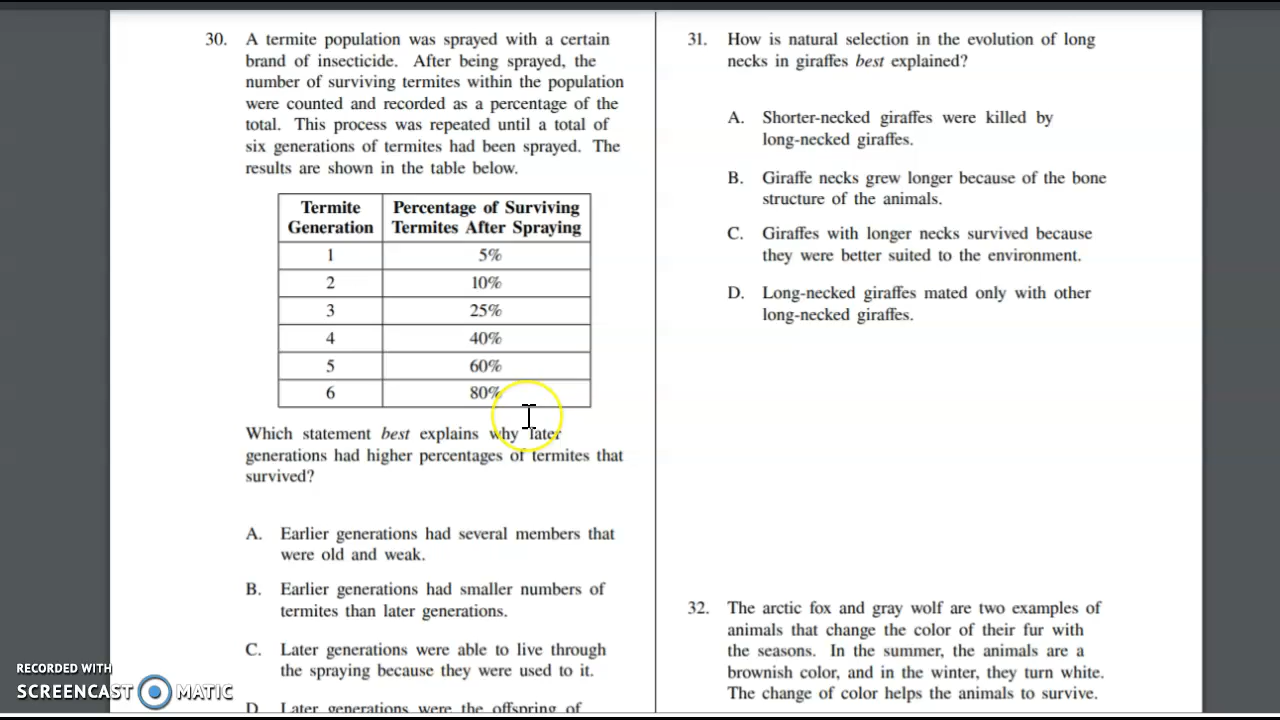 30. A termite population was sprayed with a certain
brand of insecticide. After being sprayed, the
number of surviving termites within the population
were counted and recorded as a percentage of the
total. This process was repeated until a total of
six generations of termites had been sprayed. The
results are shown in the table below.
Termite Generation Percentage of Surviving Termites After Spraying
1 5%
2 10%
3 25%
4 40%
5 60%
6 80%
Which statement best explains why later
generations had higher percentages of termites that
survived?
A. Earlier generations had several members that
were old and weak.
B. Earlier generations had smaller numbers of
termites than later generations.
C. Later generations were able to live through
the spraying because they were used to it.
D. Later generations were the offspring of
31. How is natural selection in the evolution of long
necks in giraffes best explained?
A. Shorter-necked giraffes were killed by
long-necked giraffes.
B. Giraffe necks grew longer because of the bone
structure of the animals.
C. Giraffes with longer necks survived because
they were better suited to the environment.
D. Long-necked giraffes mated only with other
long-necked giraffes.
32. The arctic fox and gray wolf are two examples of
animals that change the color of their fur with
the seasons. In the summer, the animals are a
brownish color, and in the winter, they turn white.
The change of color helps the animals to survive.
RECORDED WITH
SCREENCAST MATIC